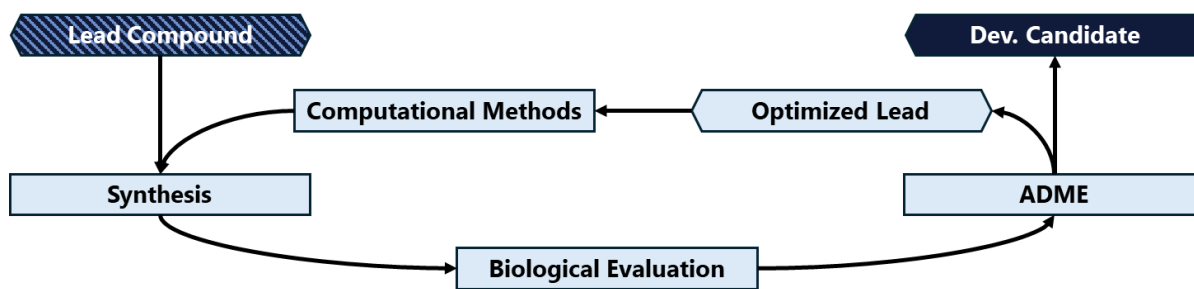 Lead Compound
Dev. Candidate
Computational Methods
Optimized Lead
Synthesis
ADME
Biological Evaluation